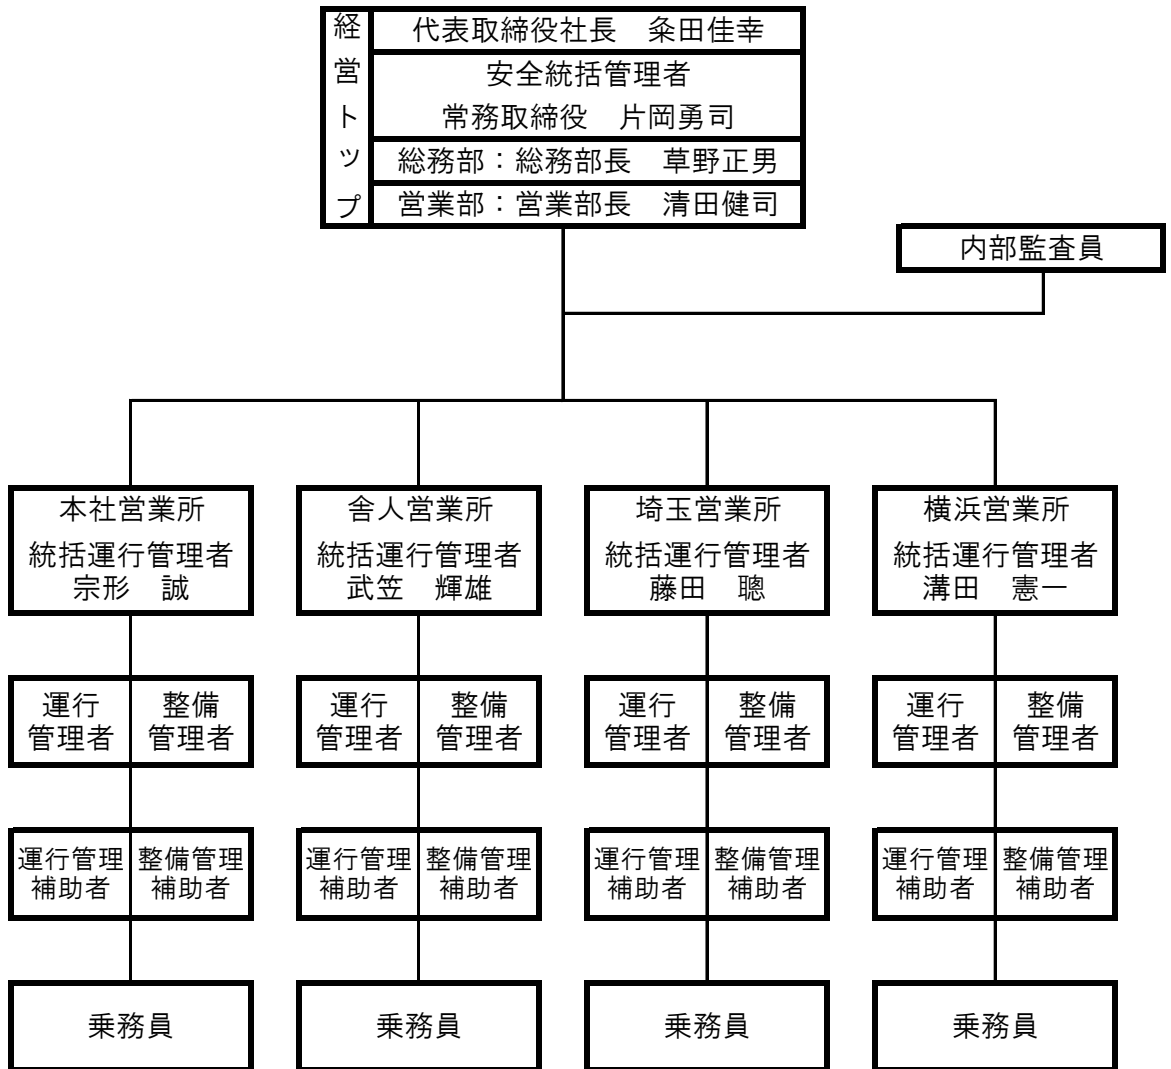 経営トップ
代表取締役社長　粂田佳幸
安全統括管理者
常務取締役　片岡勇司
総務部：総務部長　草野正男
営業部：営業部長　清田健司
内部監査員
本社営業所
統括運行管理者
宗形　誠
舎人営業所
統括運行管理者
武笠　輝雄
埼玉営業所
統括運行管理者
藤田　聰
横浜営業所
統括運行管理者
溝田　憲一
運行
管理者
整備
管理者
運行
管理者
整備
管理者
運行
管理者
整備
管理者
運行
管理者
整備
管理者
運行管理
補助者
整備管理
補助者
運行管理
補助者
整備管理
補助者
運行管理
補助者
整備管理
補助者
運行管理
補助者
整備管理
補助者
乗務員
乗務員
乗務員
乗務員